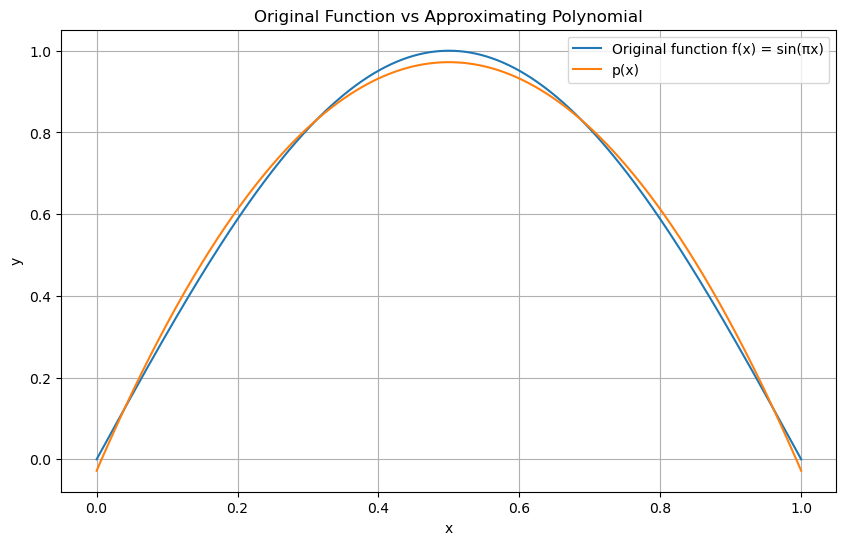 Original Function vs Approximating Polynomial
Original function f(x) = sin(πx)
p(x)
1.0
0.8
0.6
0.4
0.2
0.0
y
0.0 0.2 0.4 0.6 0.8 1.0
x